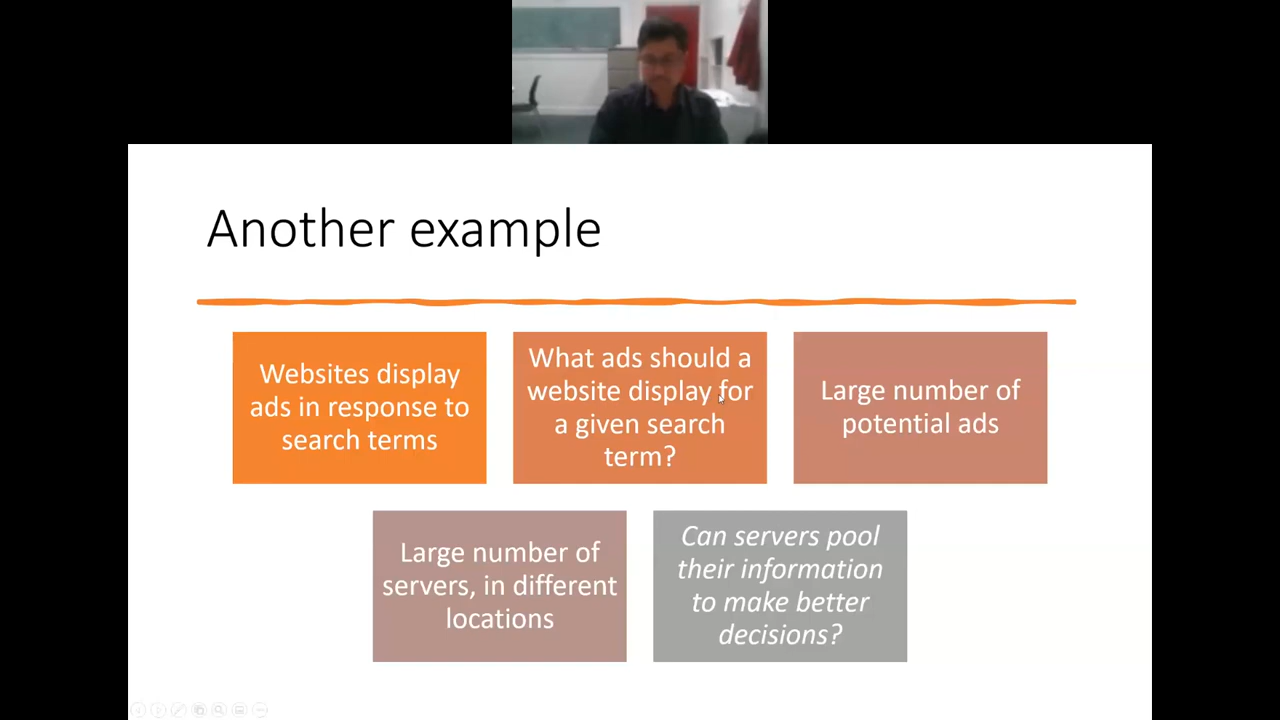 Another example
Websites display
ads in response to
search terms
What ads should a
website display for
a given search
term?
Large number of
potential ads
Large number of
servers, in different
locations
Can servers pool
their information
to make better
decisions?